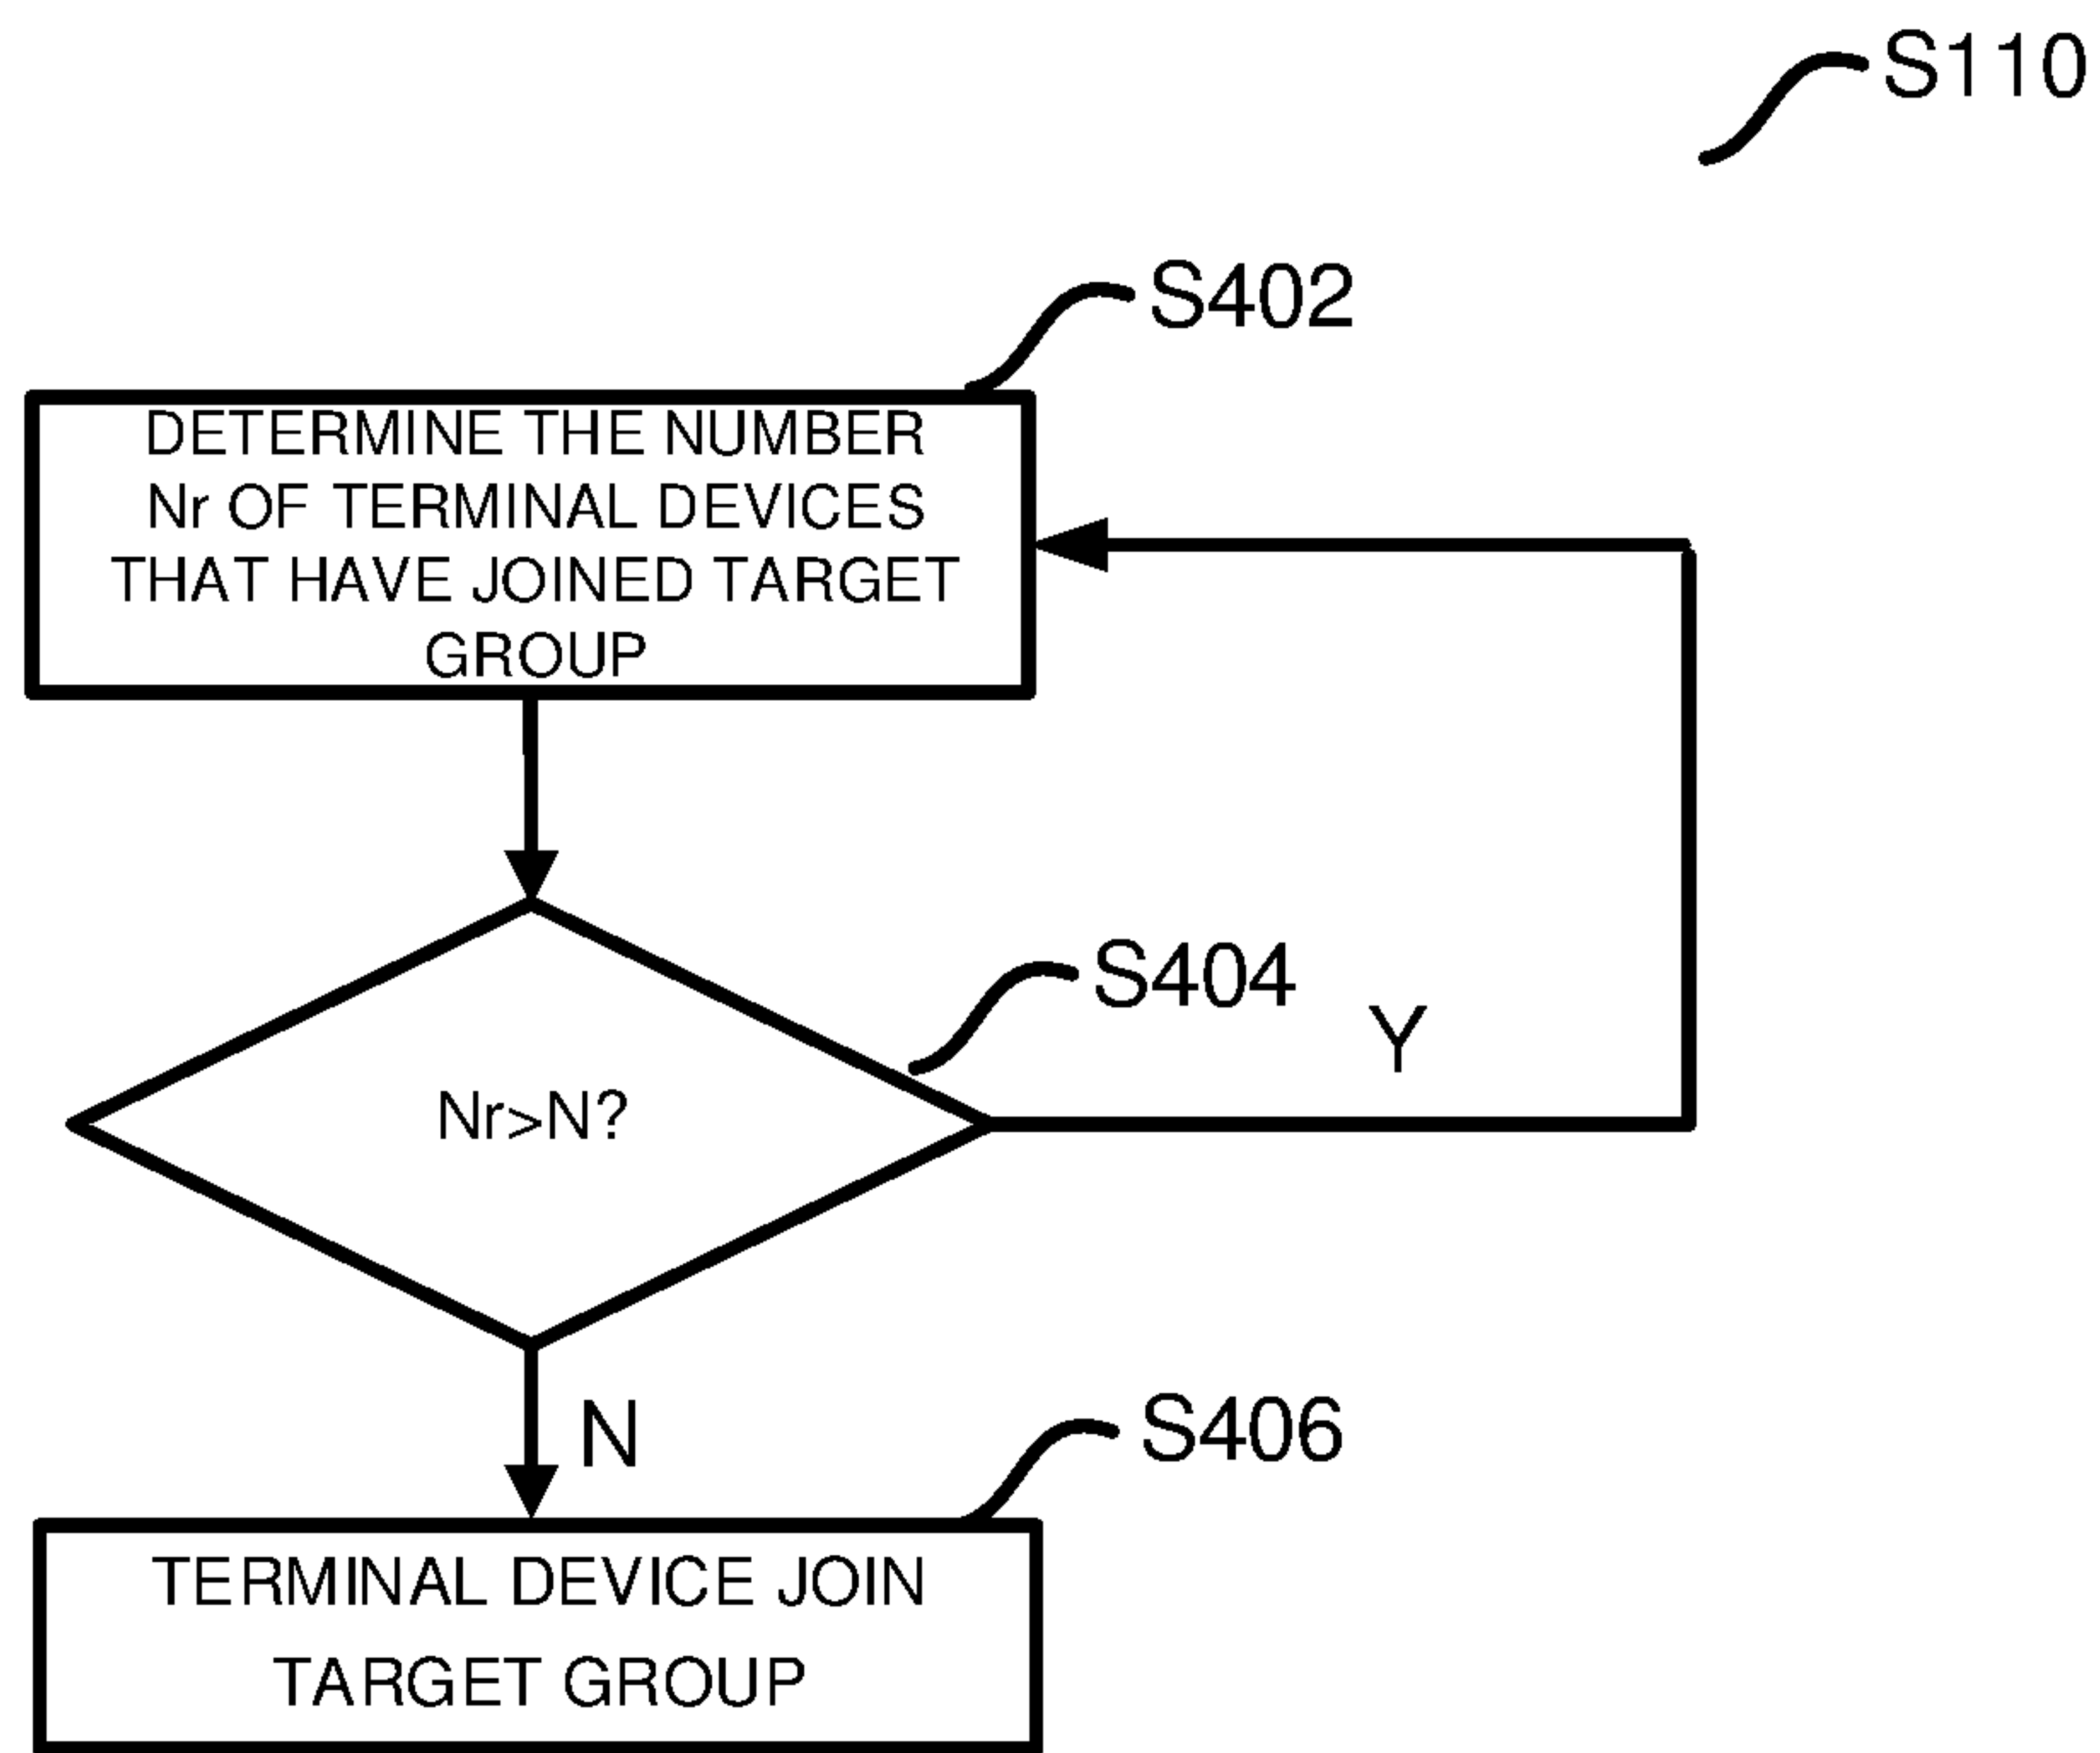 S110
S402
DETERMINE THE NUMBER
Nr OF TERMINAL DEVICES
THAT HAVE JOINED TARGET
GROUP
S404
Y
Nr>N?
N
S406
TERMINAL DEVICE JOIN
TARGET GROUP